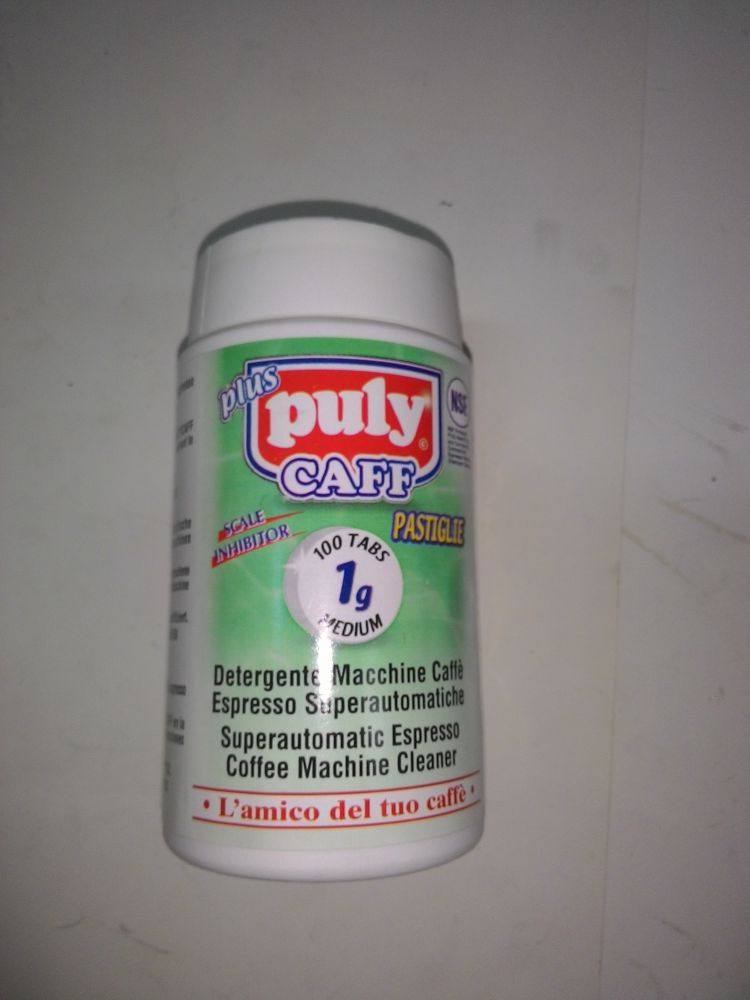 plus
puly
CAFF
NSF
SCALE
INHIBITOR
PASTIGLIE
100 TABS
1g
MEDIUM
Detergente Macchine Caffè
Espresso Superautomatiche
Superautomatic Espresso
Coffee Machine Cleaner
• L'amico del tuo caffè •